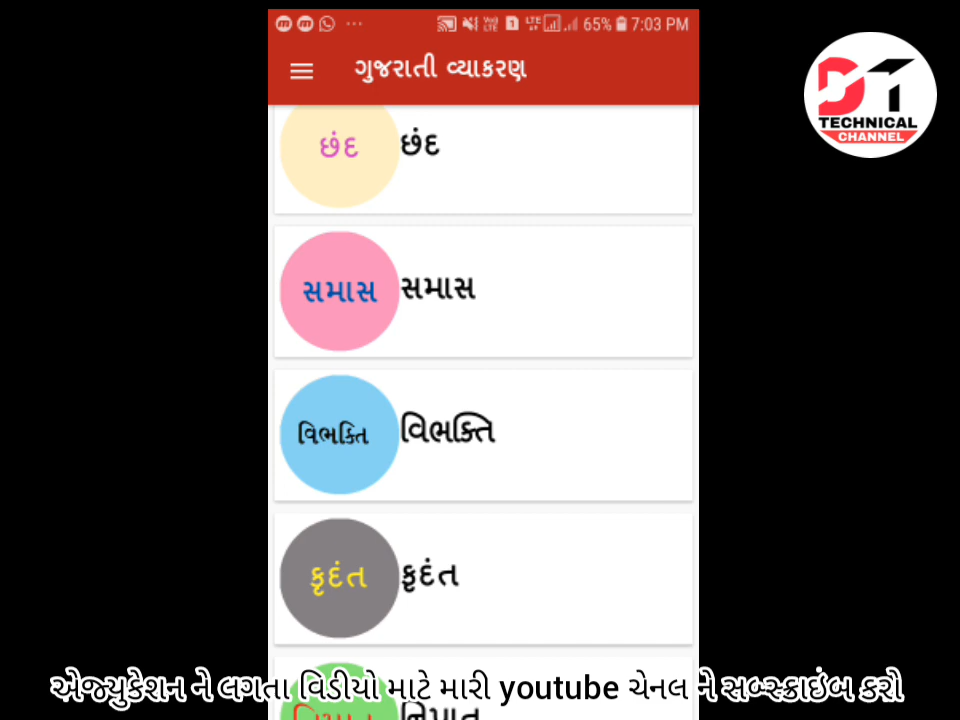 65% 7:03 PM
ગુજરાતી વ્યાકરણ
DT
TECHNICAL
CHANNEL
છંદ છંદ
સમાસ સમાસ
વિભક્તિ વિભક્તિ
કૃદંત કૃદંત
નિપાત નિપાત
એજ્યુકેશન ને લગતા વિડીયો માટે મારી youtube ચેનલ ને સબ્સ્ક્રાઇબ કરો